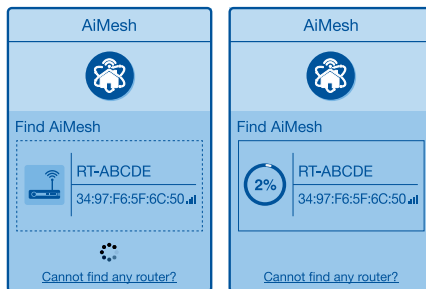 AiMesh
Find AiMesh
RT-ABCDE
34:97:F6:5F:6C:50
Cannot find any router?
AiMesh
Find AiMesh
2%
RT-ABCDE
34:97:F6:5F:6C:50
Cannot find any router?